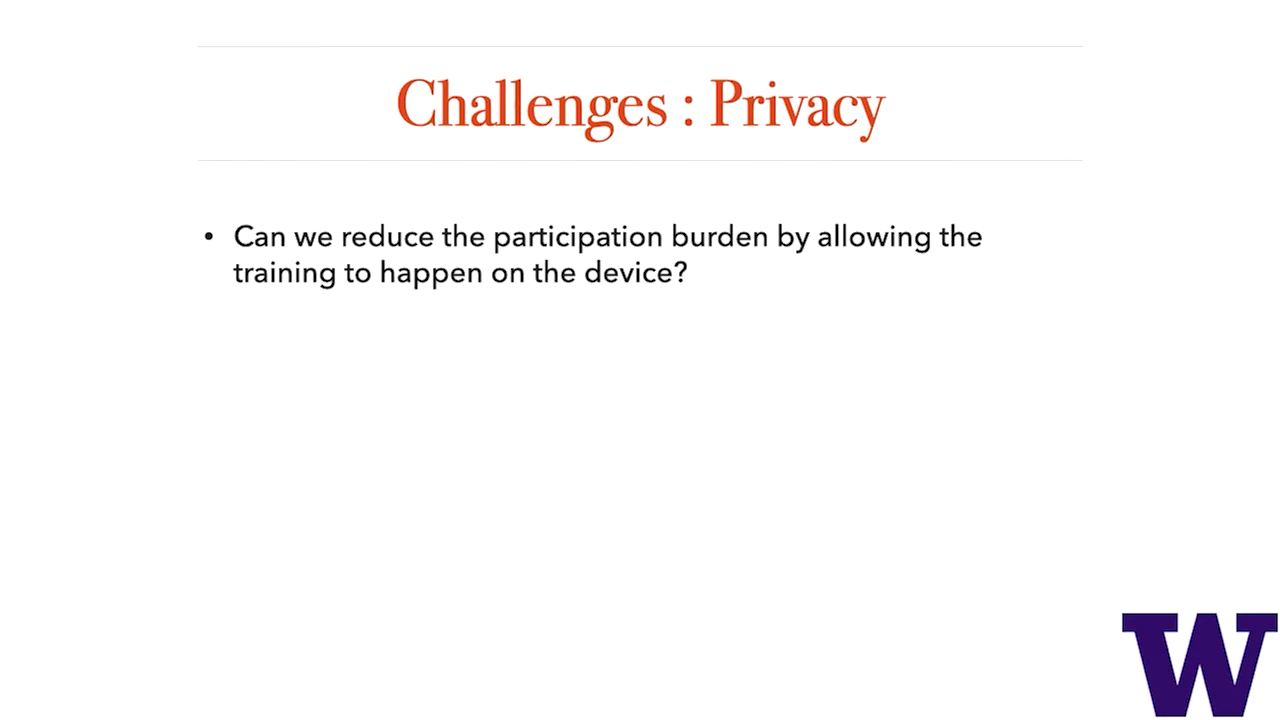 Challenges : Privacy
• Can we reduce the participation burden by allowing the
training to happen on the device?
W